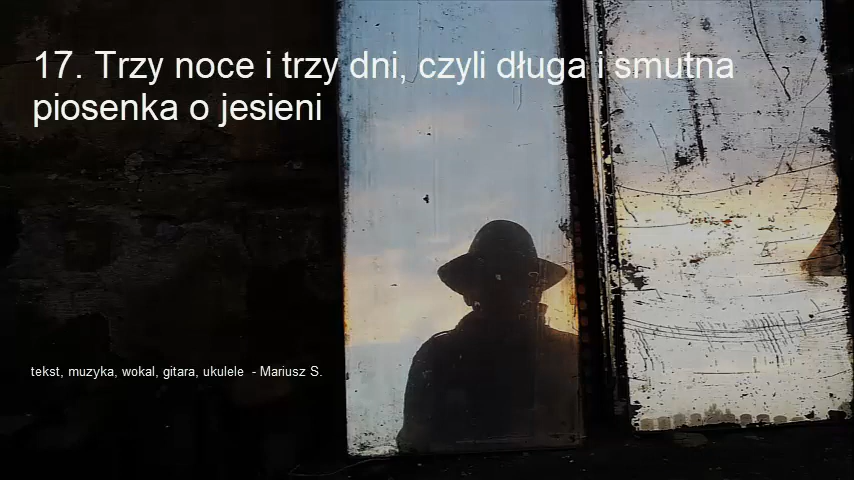 17. Trzy noce i trzy dni, czyli długa i smutna
piosenka o jesieni
tekst, muzyka, wokal, gitara, ukulele - Mariusz S.